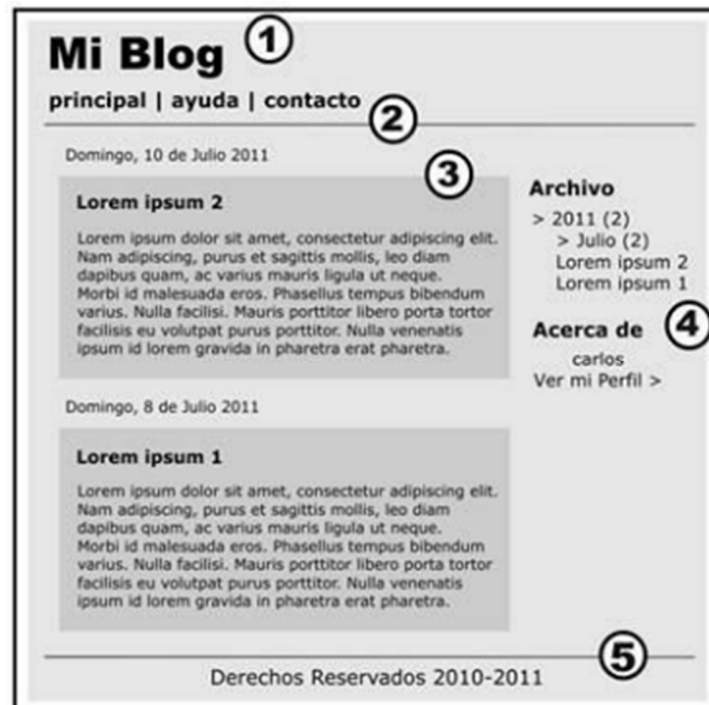 Mi Blog 1
principal | ayuda | contacto 2
Domingo, 10 de Julio 2011
3
Lorem ipsum 2
Lorem ipsum dolor sit amet, consectetur adipiscing elit.
Nam adipiscing, purus et sagittis mollis, leo diam
dapibus quam, ac varius mauris ligula ut neque.
Morbi id malesuada eros. Phasellus tempus bibendum
varius. Nulla facilisi. Mauris porttitor libero porta tortor
facilisis eu volutpat purus porttitor. Nulla venenatis
ipsum id lorem gravida in pharetra erat pharetra.
Domingo, 8 de Julio 2011
Lorem ipsum 1
Lorem ipsum dolor sit amet, consectetur adipiscing elit.
Nam adipiscing, purus et sagittis mollis, leo diam
dapibus quam, ac varius mauris ligula ut neque.
Morbi id malesuada eros. Phasellus tempus bibendum
varius. Nulla facilisi. Mauris porttitor libero porta tortor
facilisis eu volutpat purus porttitor. Nulla venenatis
ipsum id lorem gravida in pharetra erat pharetra.
Archivo
> 2011 (2)
> Julio (2)
Lorem ipsum 2
Lorem ipsum 1
Acerca de 4
carlos
Ver mi Perfil >
5
Derechos Reservados 2010-2011